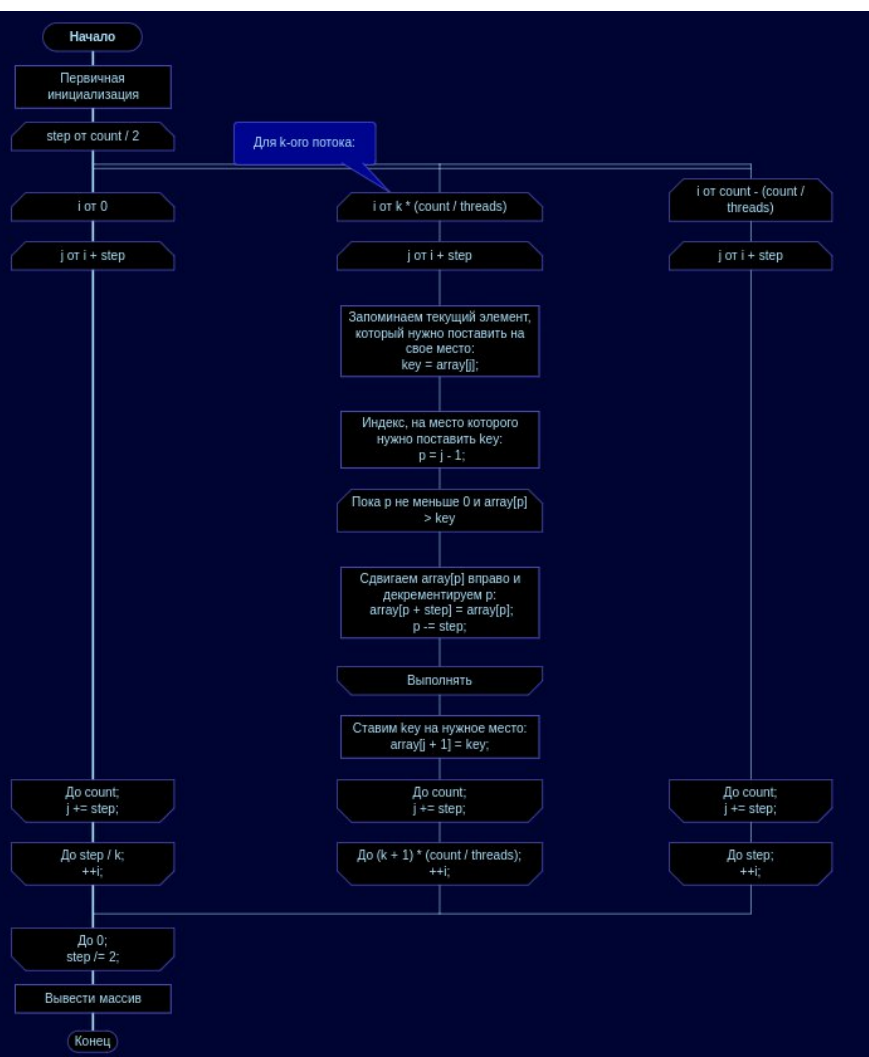 Начало
Первичная
инициализация
step от count / 2
Для k-ого потока:
i от 0
i от k * (count / threads)
i от count - (count /
threads)
j от i + step
j от i + step
j от i + step
Запоминаем текущий элемент,
который нужно поставить на
свое место:
key = array[j];
Индекс, на место которого
нужно поставить key:
p = j - 1;
Пока p не меньше 0 и array[p]
> key
Сдвигаем array[p] вправо и
декрементируем p:
array[p + step] = array[p];
p -= step;
Выполнять
Ставим key на нужное место:
array[j + 1] = key;
До count;
j += step;
До count;
j += step;
До count;
j += step;
До step / k;
++i;
До (k + 1) * (count / threads);
++i;
До step;
++i;
До 0;
step /= 2;
Вывести массив
Конец